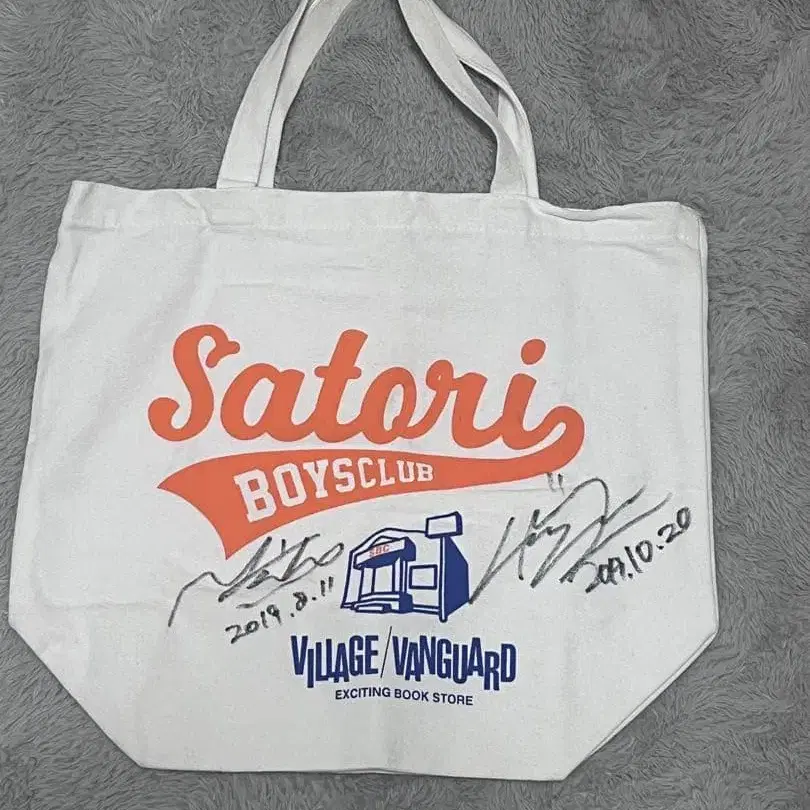 Satori
BOYSCLUB
SBC
2019.8.11
2019.10.20
VILLAGE/VANGUARD
EXCITING BOOK STORE